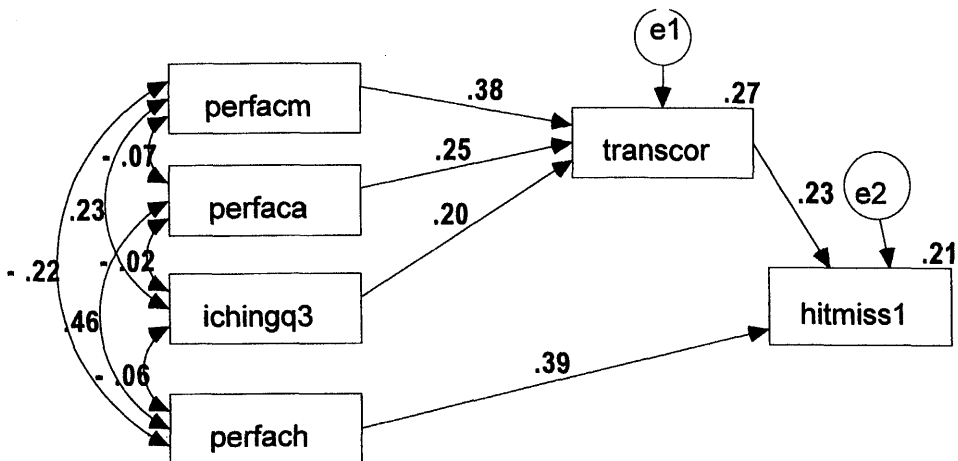 e1
perfacm
.38
.27
- .07
.25
transcor
perfaca
.23
.20
.23
e2
- .02
- .22
.21
ichingq3
hitmiss1
.46
.39
- .06
perfach